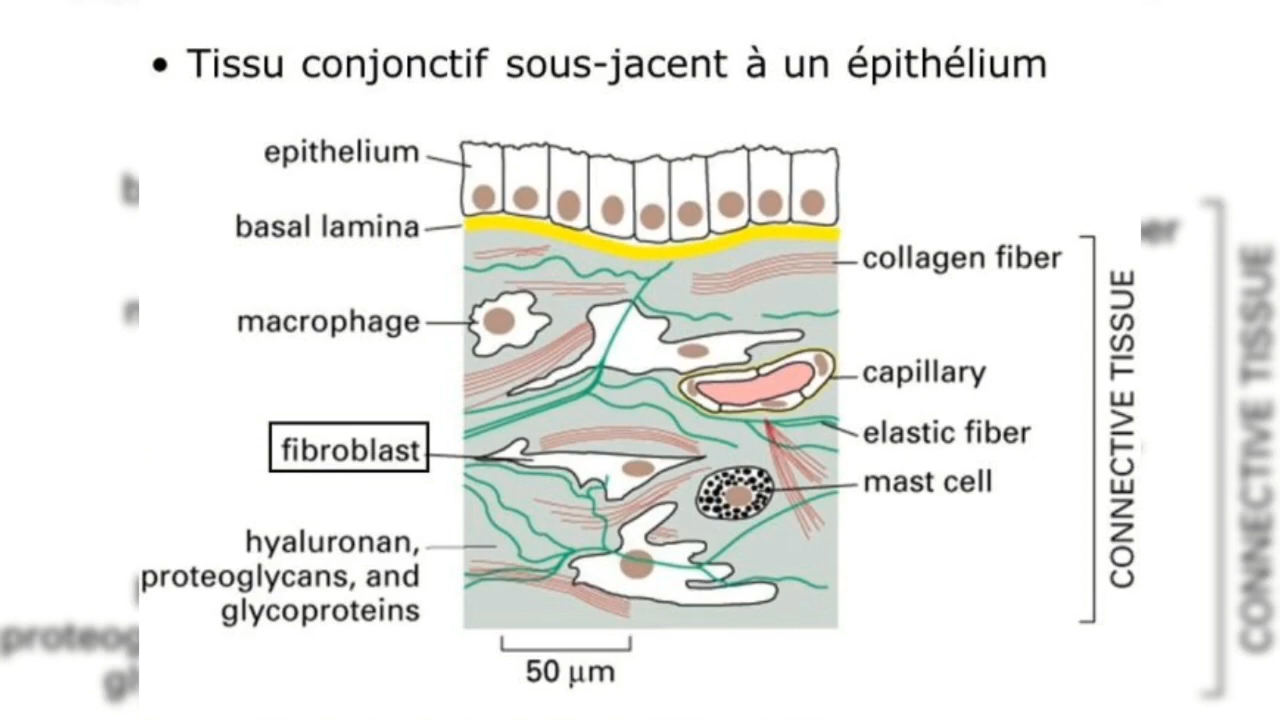 • Tissu conjonctif sous-jacent à un épithélium
epithelium
basal lamina
macrophage
fibroblast
hyaluronan,
proteoglycans, and
glycoproteins
collagen fiber
capillary
elastic fiber
mast cell
CONNECTIVE TISSUE
50 μm